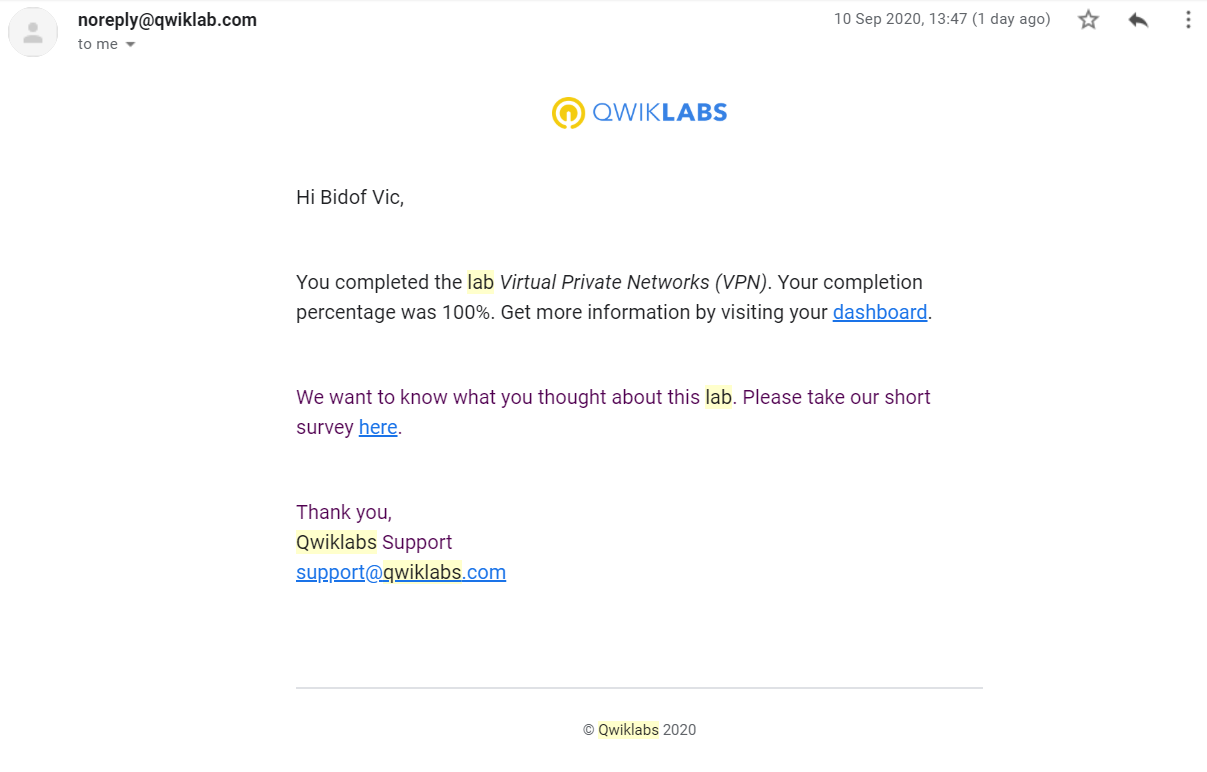 noreply@qwiklab.com
10 Sep 2020, 13:47 (1 day ago)
to me
QWIKLABS
Hi Bidof Vic,
You completed the lab Virtual Private Networks (VPN). Your completion
percentage was 100%. Get more information by visiting your dashboard.
We want to know what you thought about this lab. Please take our short
survey here.
Thank you,
Qwiklabs Support
support@qwiklabs.com
© Qwiklabs 2020